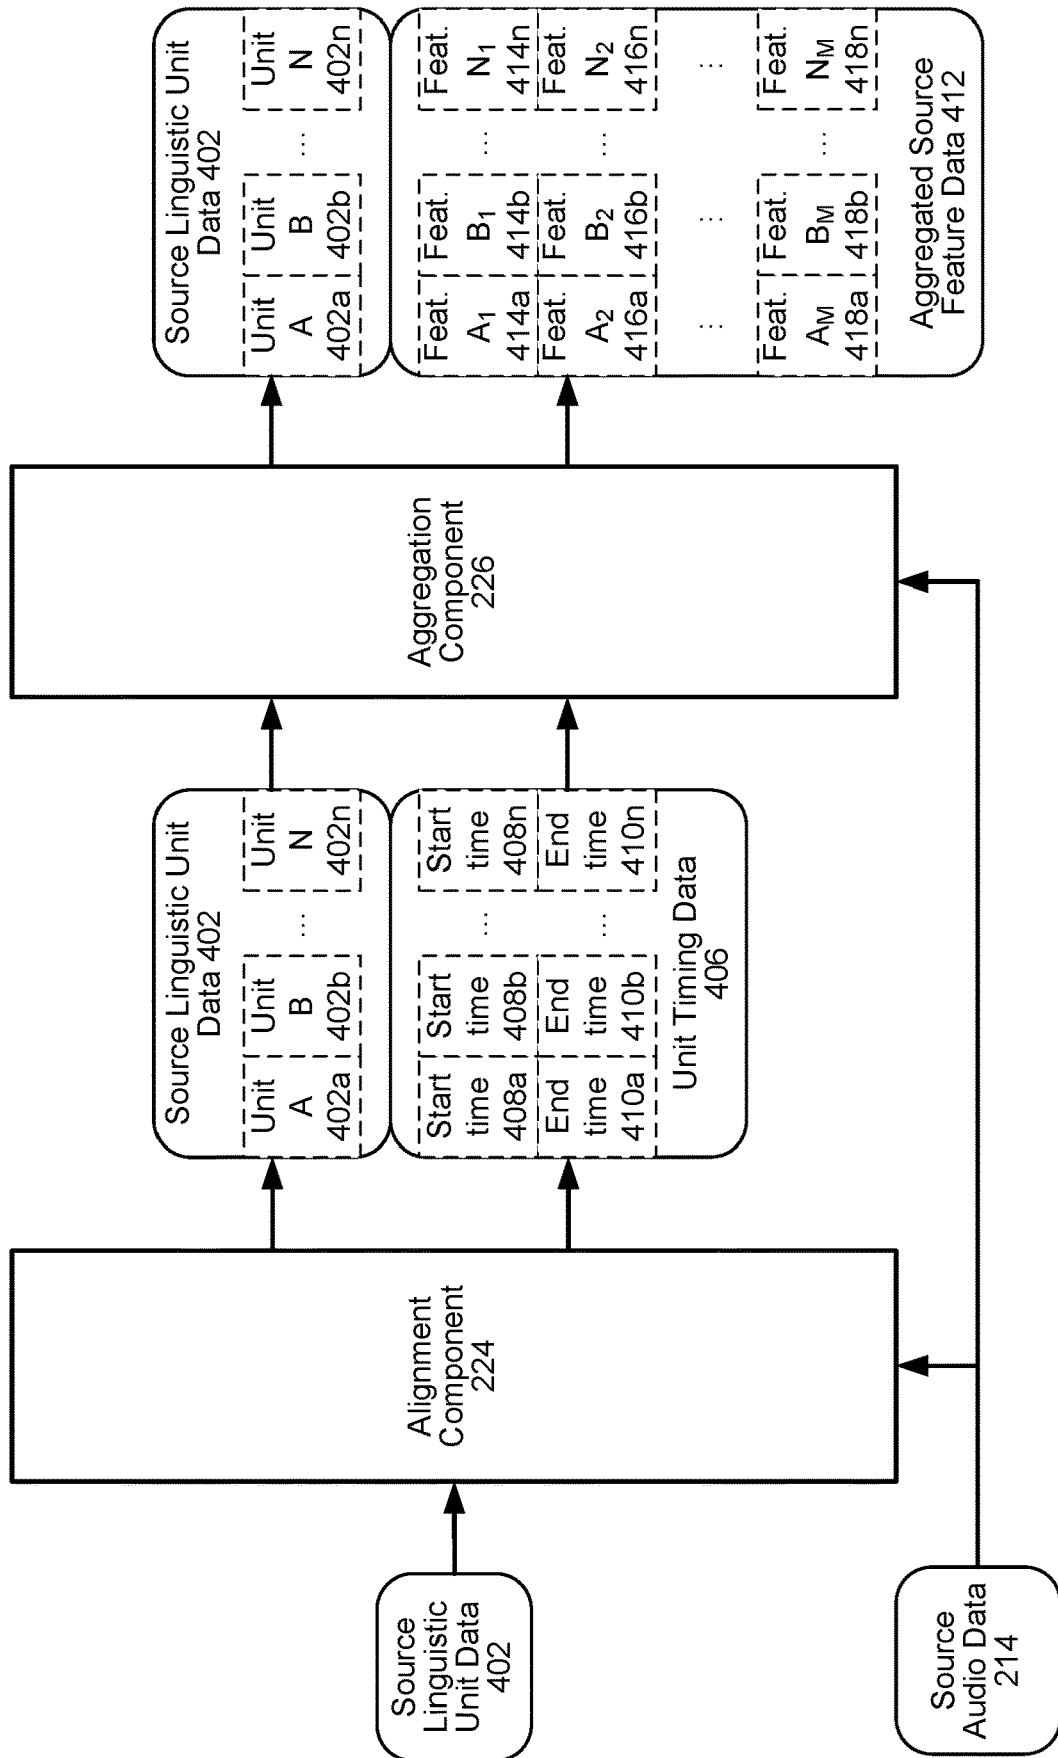 Source
Linguistic
Unit Data
402
Source
Audio Data
214
Alignment
Component
224
Source Linguistic Unit
Data 402
Unit
A
402a
Unit
B
402b
...
Unit
N
402n
Start
time
408a
Start
time
408b
...
Start
time
408n
End
time
410a
End
time
410b
...
End
time
410n
Unit Timing Data
406
Aggregation
Component
226
Source Linguistic Unit
Data 402
Unit
A
402a
Unit
B
402b
...
Unit
N
402n
Feat.
A1
414a
Feat.
B1
414b
...
Feat.
N1
414n
Feat.
A2
416a
Feat.
B2
416b
...
Feat.
N2
416n
...
...
...
Feat.
AM
418a
Feat.
BM
418b
...
Feat.
NM
418n
Aggregated Source
Feature Data 412